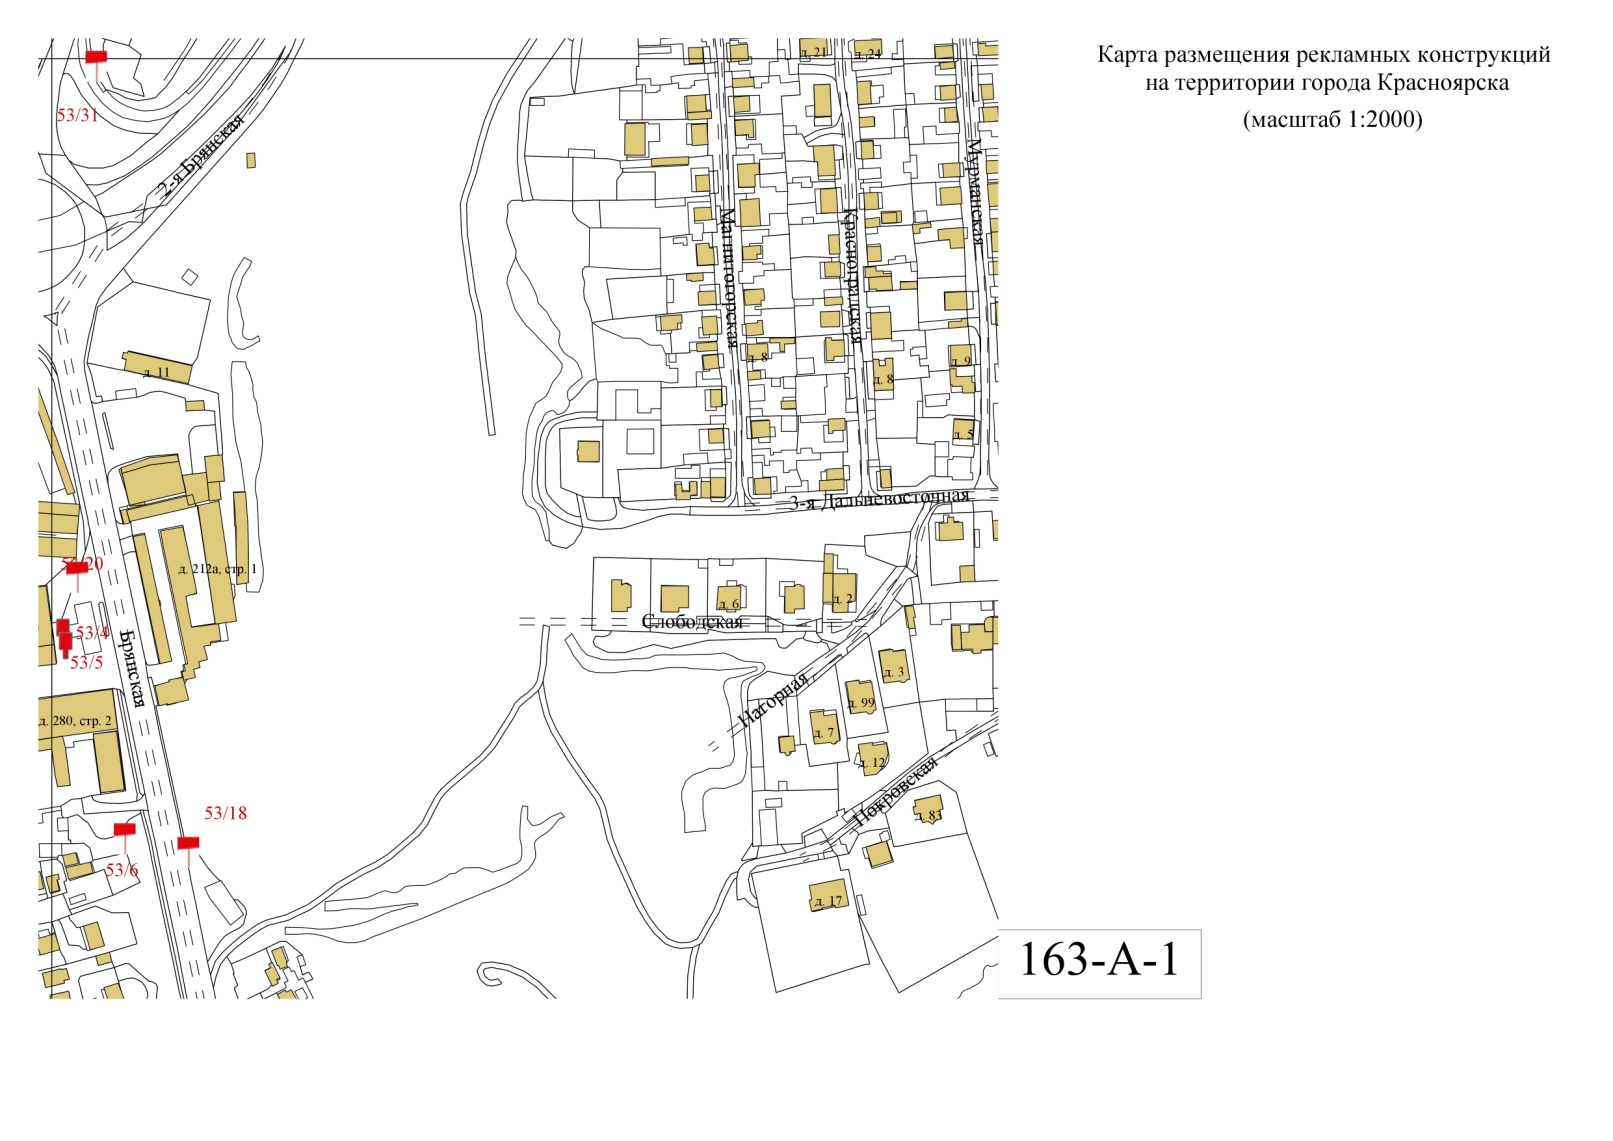 Карта размещения рекламных конструкций
на территории города Красноярска
(масштаб 1:2000)
д. 21
д. 24
53/31
2-я Брянская
Мурманская
Магнитогорская
Красноградская
д. 8
д. 9
д. 11
д. 8
д. 5
3-я Дальневосточная
д. 212а, стр. 1
д. 6
д. 2
Слободская
53/4
53/5
Брянская
д. 3
Нагорная
д. 99
д. 280, стр. 2
д. 7
д. 12
Покровская
53/18
д. 83
53/6
д. 17
163-А-1